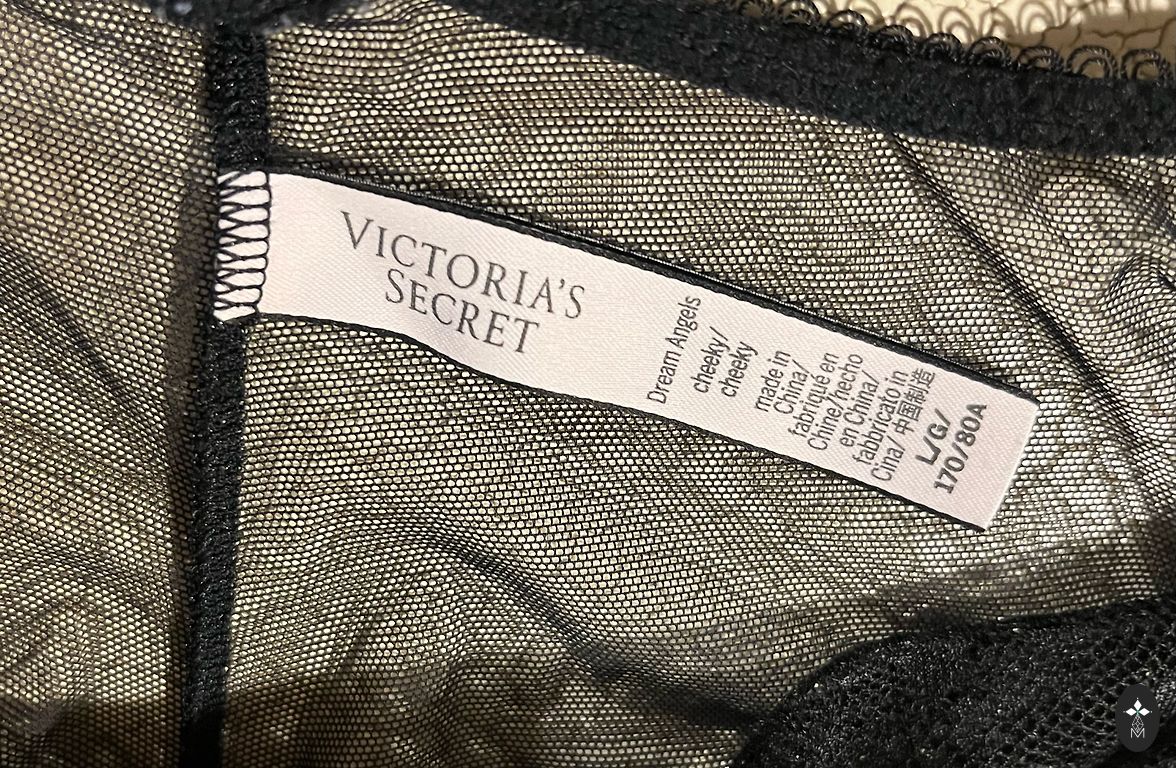 VICTORIA'S
SECRET
Dream Angels
cheeky/
cheeky
made in
China/
fabriqué en
Chine/hecho
en China/
fabbricato in
Cina/ 中国制造
L/G/
170/80A
M